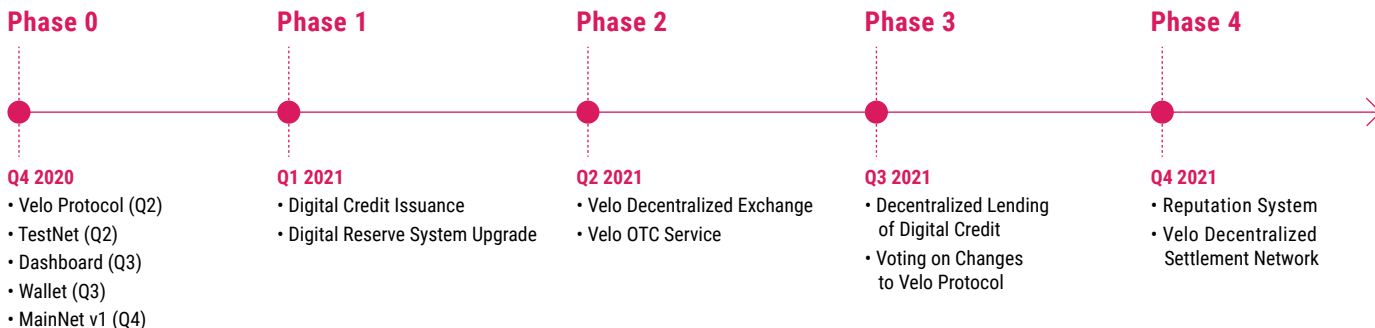 Phase 0
Q4 2020
• Velo Protocol (Q2)
• TestNet (Q2)
• Dashboard (Q3)
• Wallet (Q3)
• MainNet v1 (Q4)
Phase 1
Q1 2021
• Digital Credit Issuance
• Digital Reserve System Upgrade
Phase 2
Q2 2021
• Velo Decentralized Exchange
• Velo OTC Service
Phase 3
Q3 2021
• Decentralized Lending
of Digital Credit
• Voting on Changes
to Velo Protocol
Phase 4
Q4 2021
• Reputation System
• Velo Decentralized
Settlement Network